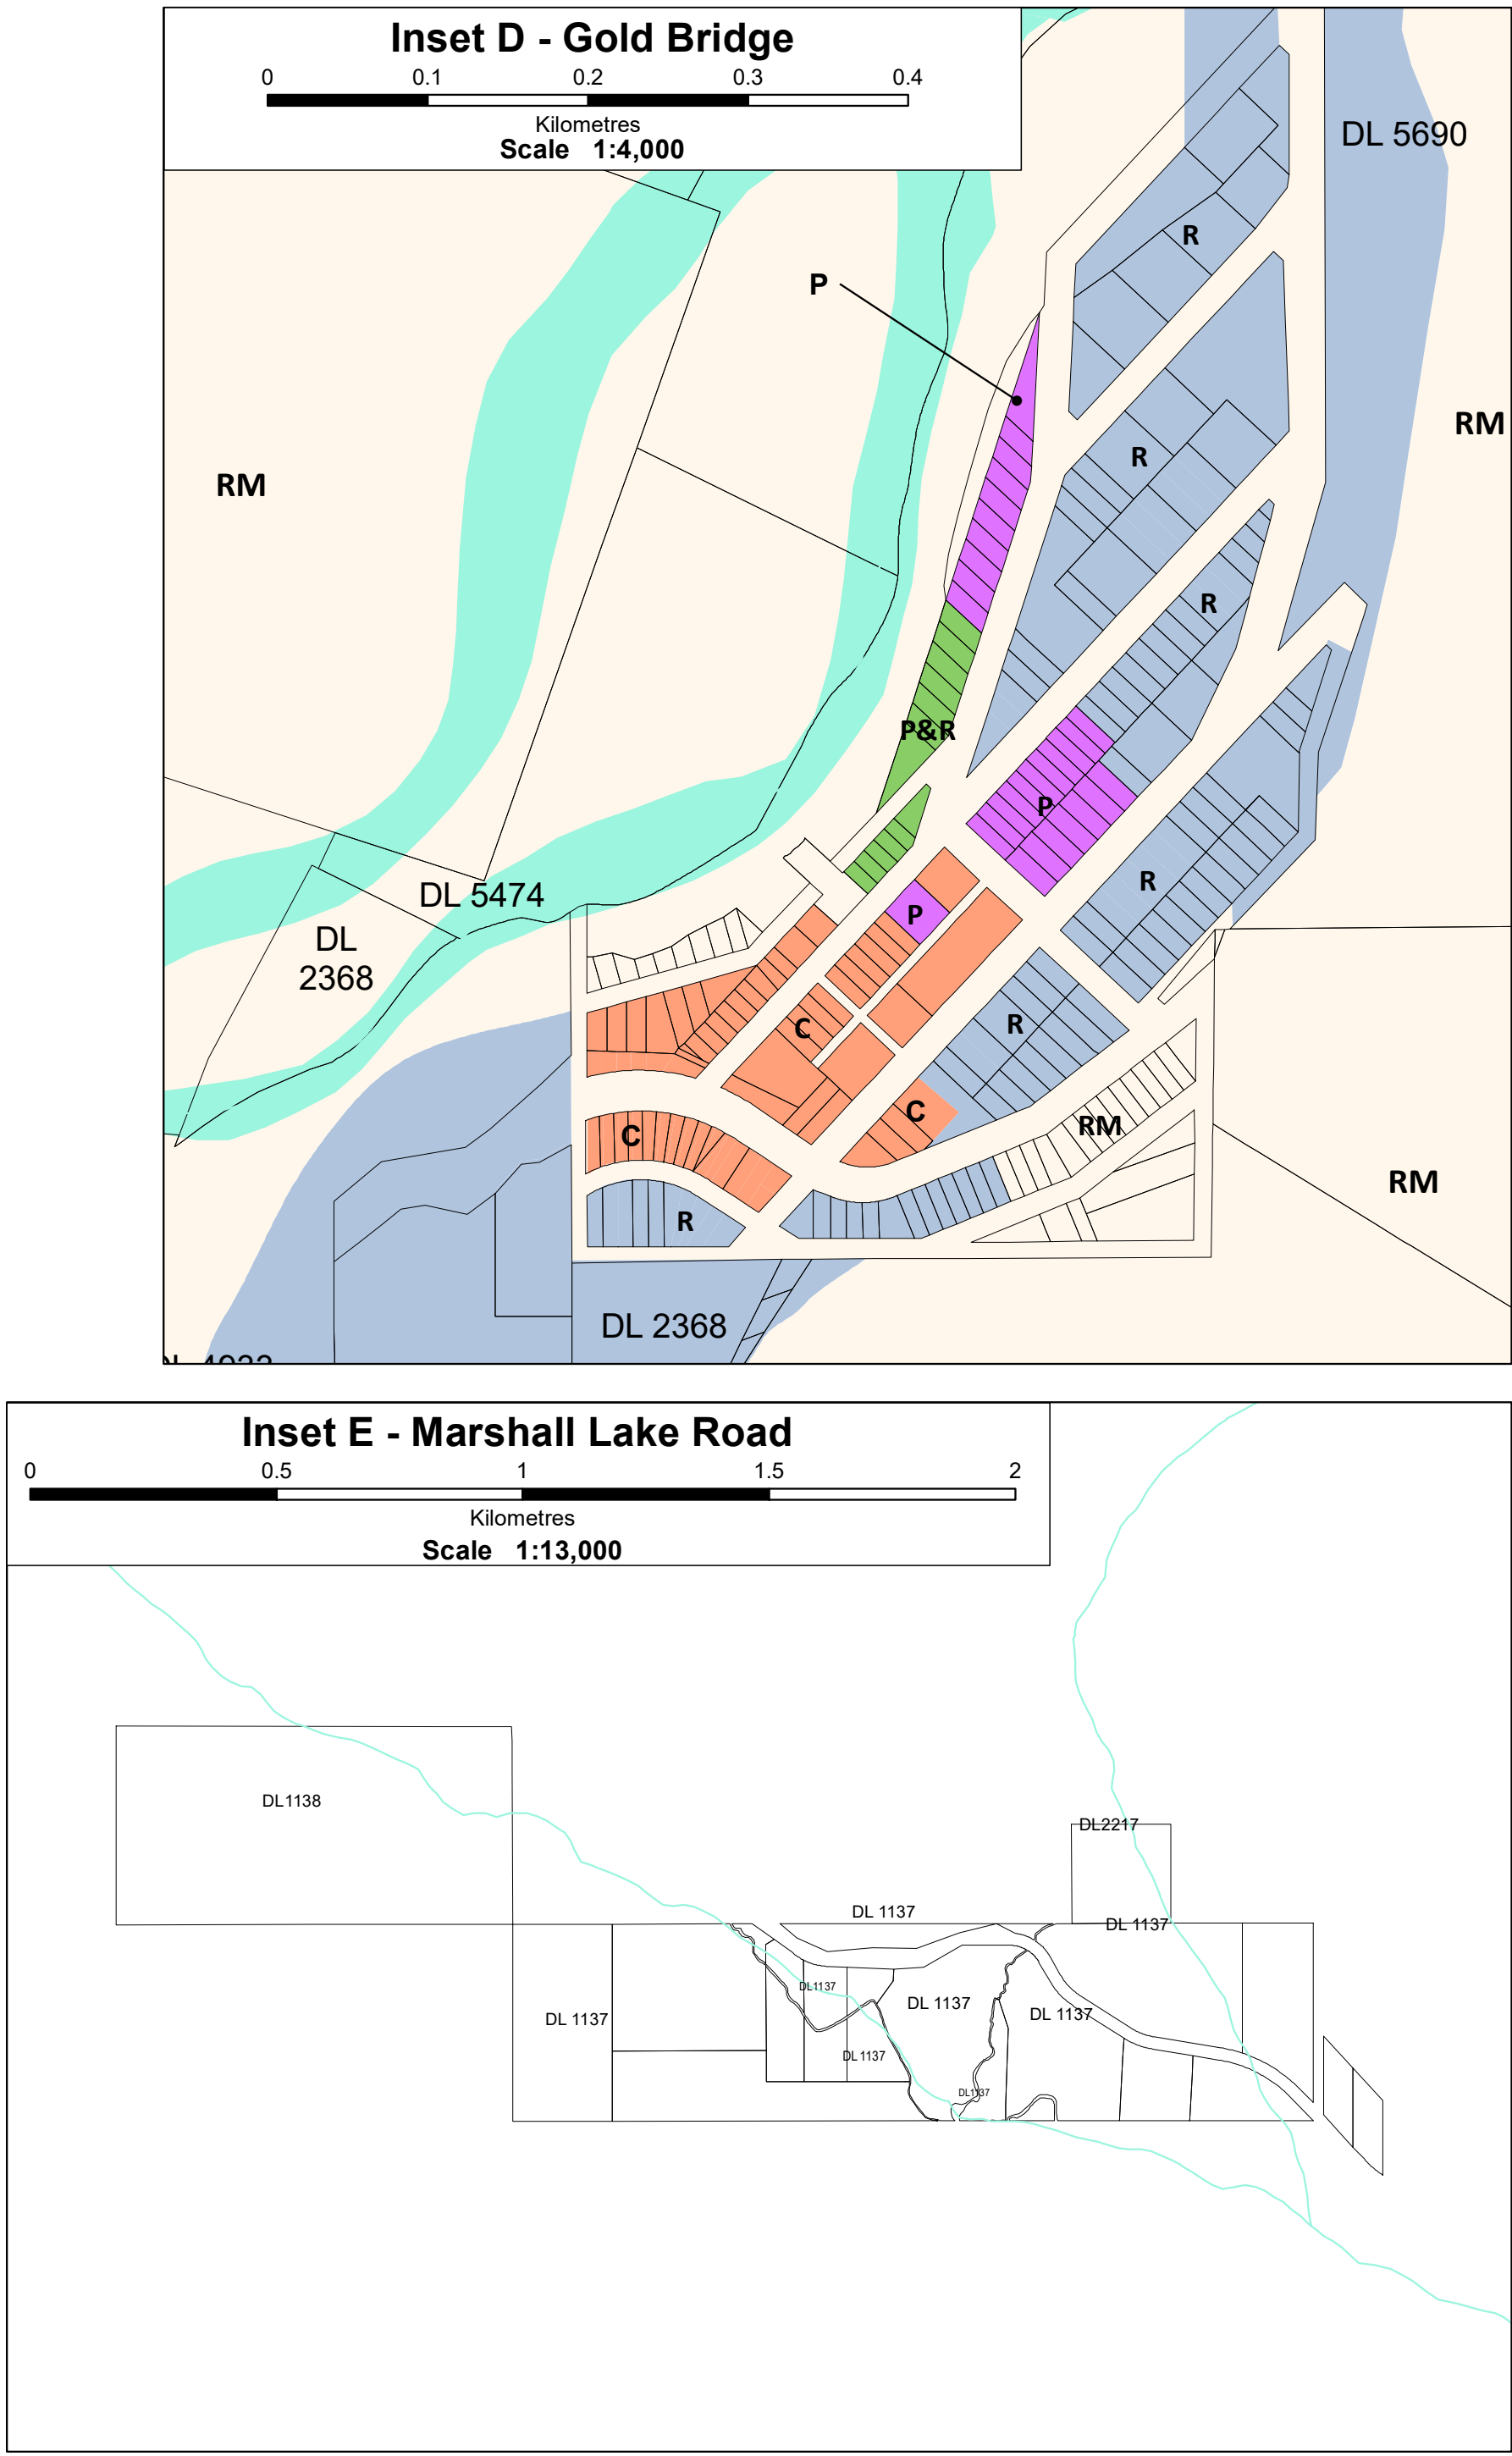 Inset D - Gold Bridge
0 0.1 0.2 0.3 0.4
Kilometres
Scale 1:4,000
DL 5690
R
P
RM
R
RM
R
P&R
P
R
DL 5474
P
DL
2368
R
C
C
RM
C
RM
R
DL 2368
Inset E - Marshall Lake Road
0 0.5 1 1.5 2
Kilometres
Scale 1:13,000
DL1138
DL2217
DL 1137
DL 1137
DL1137
DL 1137
DL 1137
DL 1137
DL 1137
DL1137